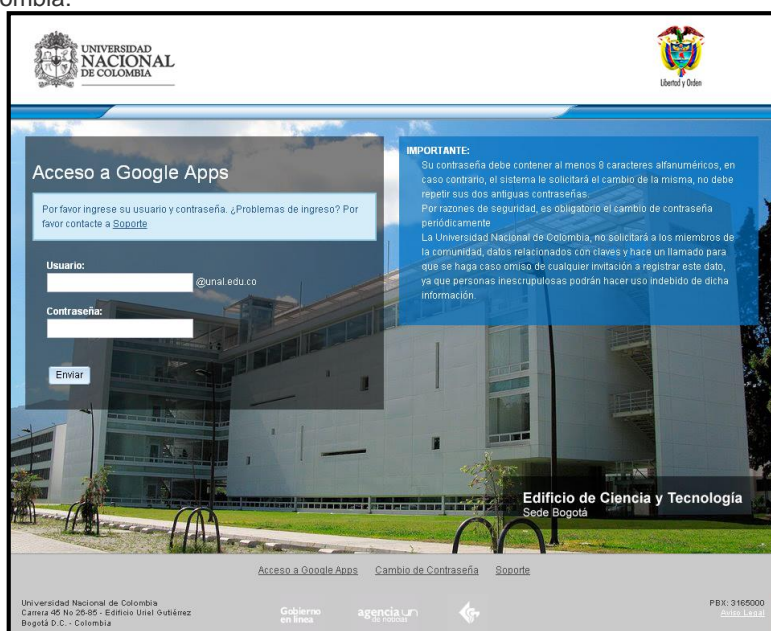 ombia.
UNIVERSIDAD
NACIONAL
DE COLOMBIA
Libertad y Orden
Acceso a Google Apps
Por favor ingrese su usuario y contraseña. ¿Problemas de ingreso? Por
favor contacte a Soporte
Usuario:
@unal.edu.co
Contraseña:
Enviar
IMPORTANTE:
Su contraseña debe contener al menos 8 caracteres alfanuméricos, en
caso contrario, el sistema le solicitará el cambio de la misma, no debe
repetir sus dos antiguas contraseñas.
Por razones de seguridad, es obligatorio el cambio de contraseña
periódicamente
La Universidad Nacional de Colombia, no solicitará a los miembros de
la comunidad, datos relacionados con claves y hace un llamado para
que se haga caso omiso de cualquier invitación a registrar este dato,
ya que personas inescrupulosas podrán hacer uso indebido de dicha
información.
Edificio de Ciencia y Tecnología
Sede Bogotá
Acceso a Google Apps Cambio de Contraseña Soporte
Universidad Nacional de Colombia
Carrera 45 No 26-85 - Edificio Uriel Gutiérrez
Bogotá D.C. - Colombia
Gobierno
en línea
agencia un
de noticias
PBX: 3165000
Aviso Legal